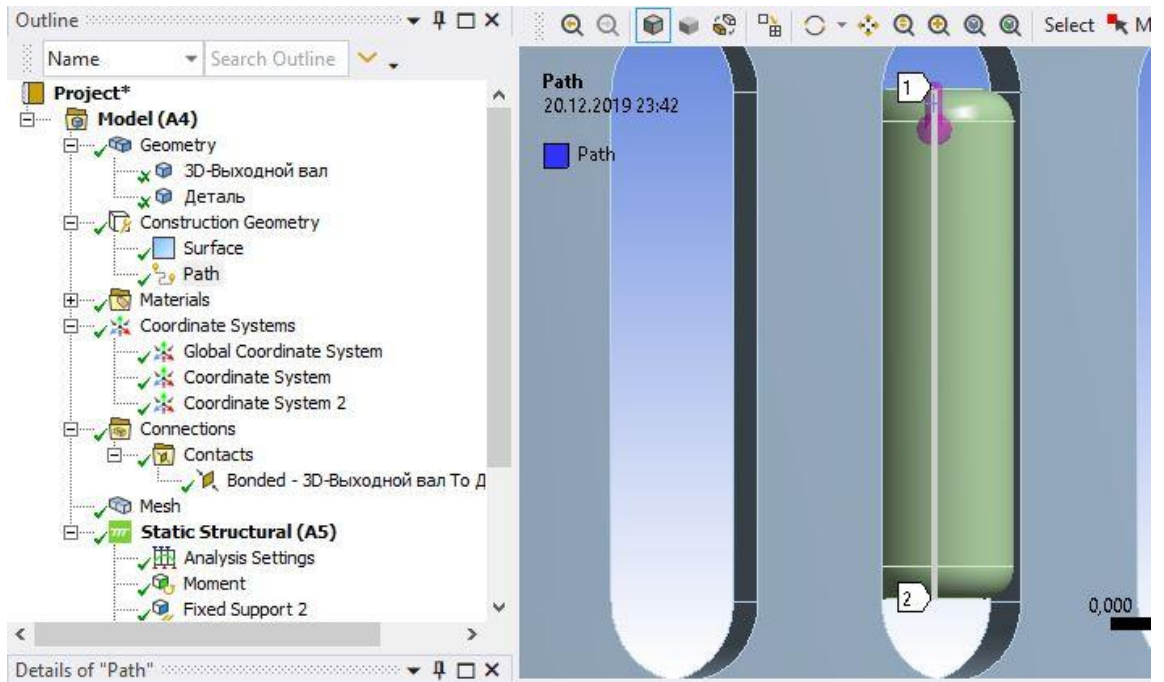 Outline
Name
Search Outline
Project*
Model (A4)
Geometry
3D-Выходной вал
Деталь
Construction Geometry
Surface
Path
Materials
Coordinate Systems
Global Coordinate System
Coordinate System
Coordinate System 2
Connections
Contacts
Bonded - 3D-Выходной вал To Д
Mesh
Static Structural (A5)
Analysis Settings
Moment
Fixed Support 2
Details of "Path"
Select
M
Path
20.12.2019 23:42
Path
1
2
0,000